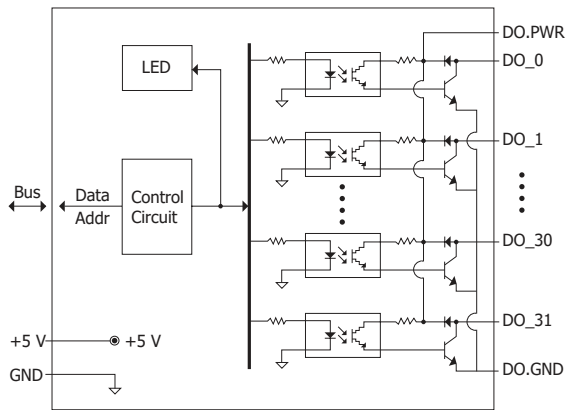 DO.PWR
DO_0
LED
DO_1
Bus
Data
Addr
Control
Circuit
DO_30
DO_31
+5 V
+5 V
GND
DO.GND